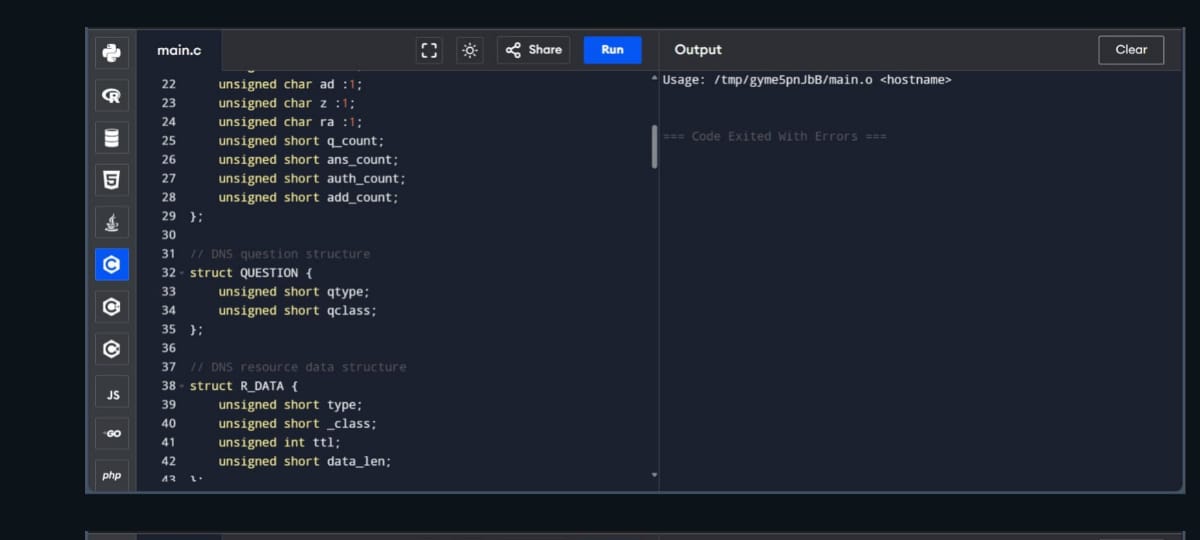 main.c
Share
Run
Output
Clear
22 unsigned char ad :1;
23 unsigned char z :1;
24 unsigned char ra :1;
25 unsigned short q_count;
26 unsigned short ans_count;
27 unsigned short auth_count;
28 unsigned short add_count;
29 };
30
31 // DNS question structure
32 struct QUESTION {
33 unsigned short qtype;
34 unsigned short qclass;
35 };
36
37 // DNS resource data structure
38 struct R_DATA {
39 unsigned short type;
40 unsigned short _class;
41 unsigned int ttl;
42 unsigned short data_len;
43 };
Usage: /tmp/gyme5pnJbB/main.o <hostname>
=== Code Exited With Errors ===
R
5
C
C
C
JS
GO
php